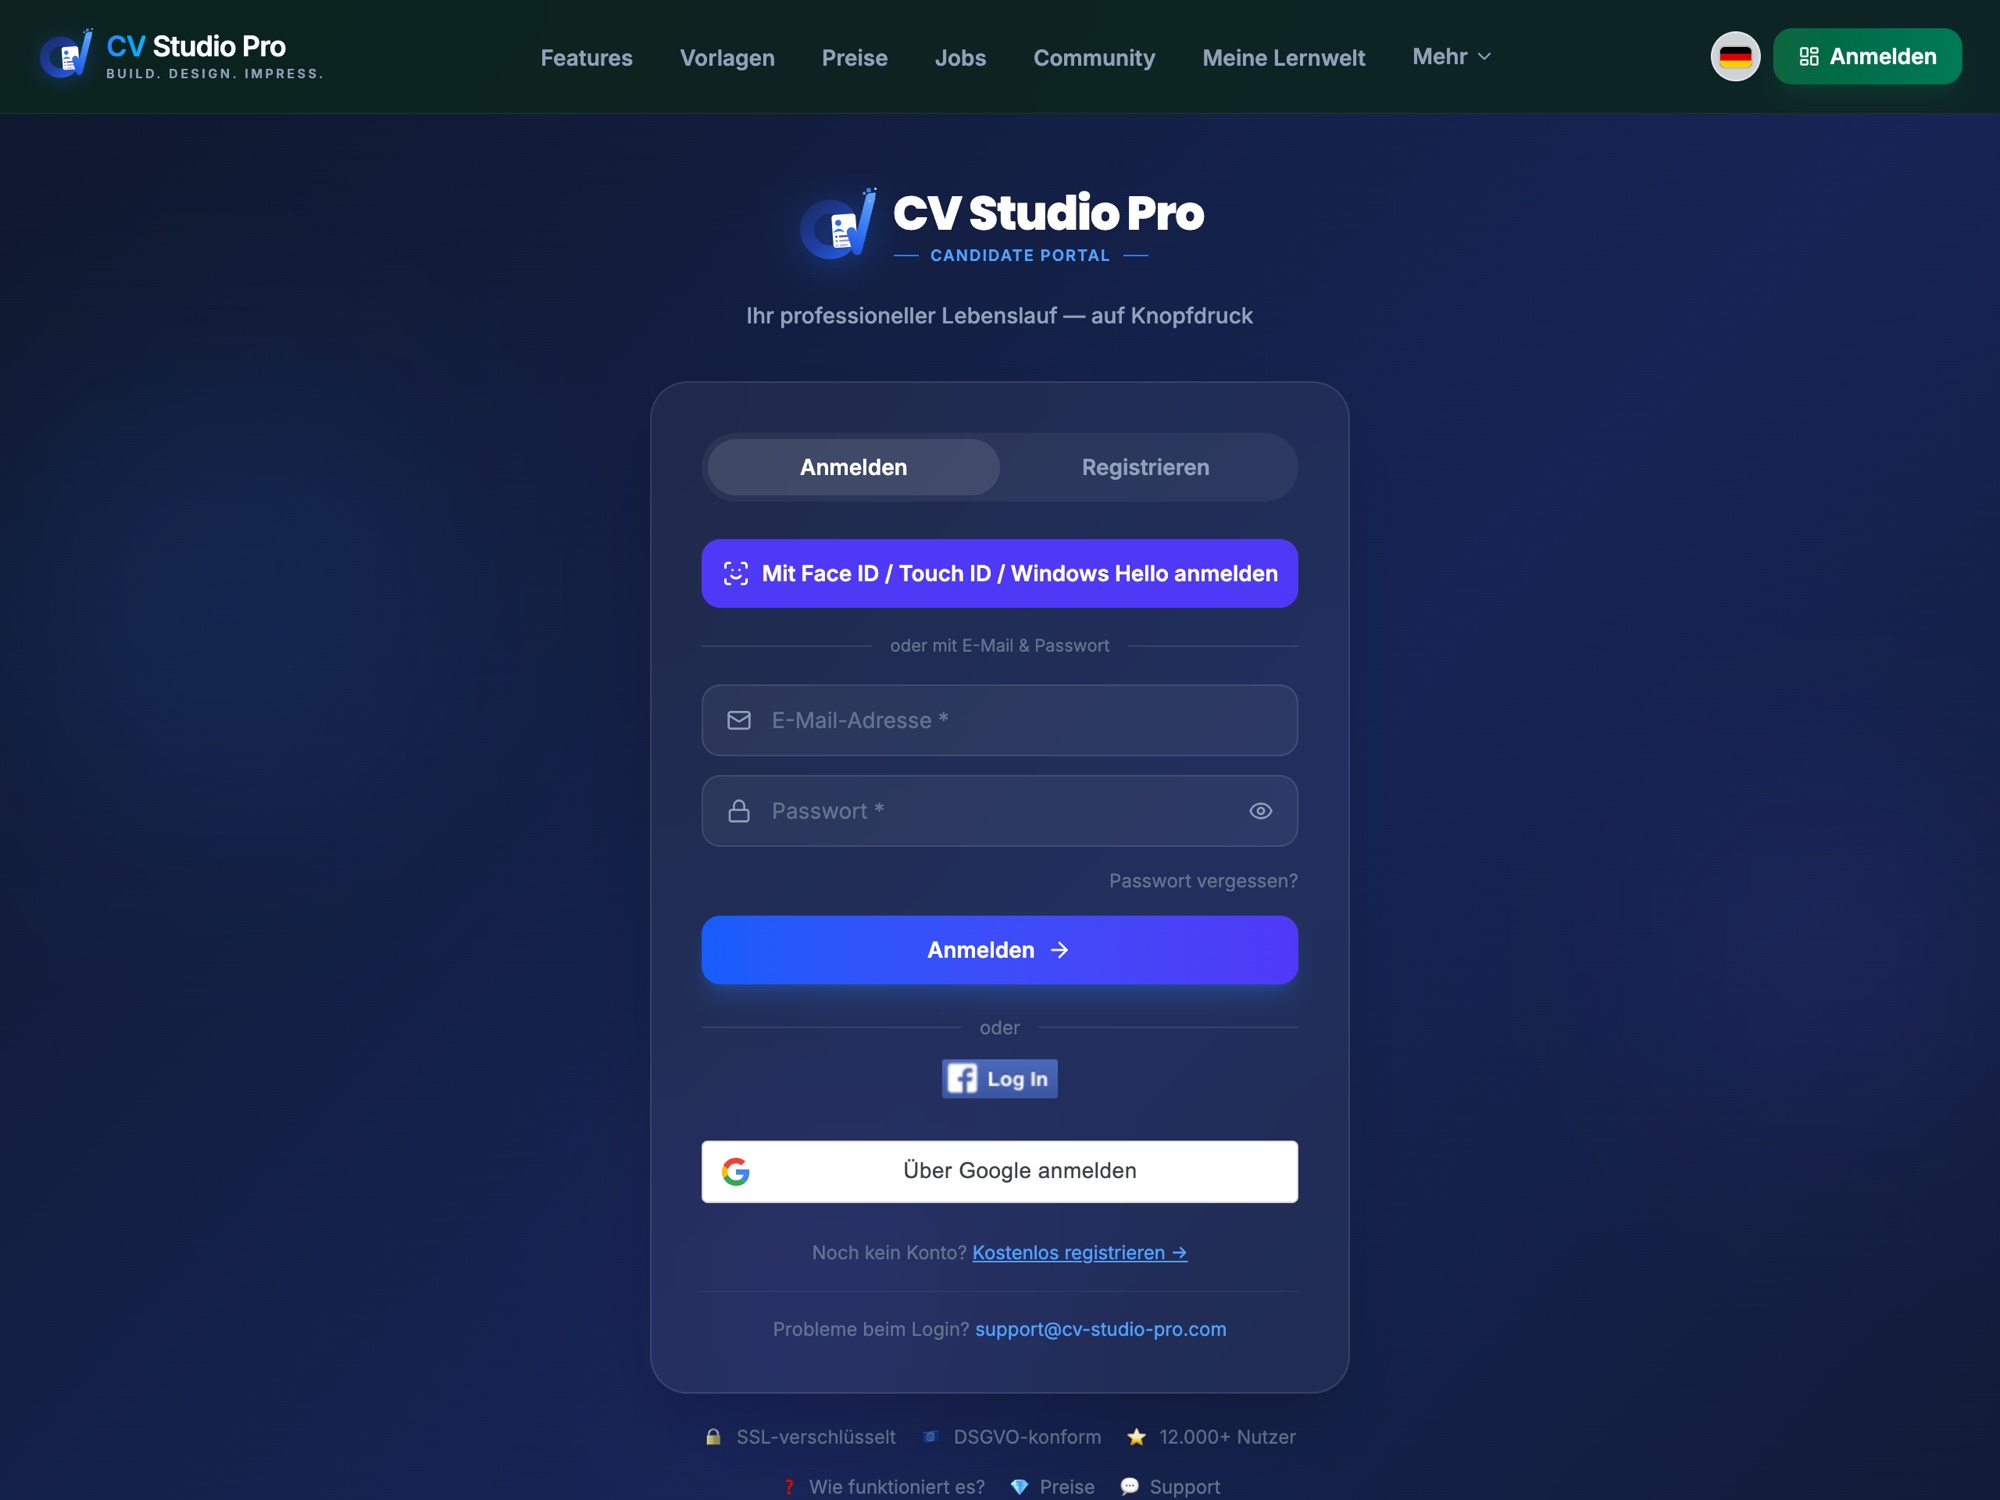 CV Studio Pro
BUILD. DESIGN. IMPRESS.
Features
Vorlagen
Preise
Jobs
Community
Meine Lernwelt
Mehr
Anmelden
CV Studio Pro
CANDIDATE PORTAL
Ihr professioneller Lebenslauf — auf Knopfdruck
Anmelden
Registrieren
Mit Face ID / Touch ID / Windows Hello anmelden
oder mit E-Mail & Passwort
E-Mail-Adresse *
Passwort *
Passwort vergessen?
Anmelden →
oder
Log In
Über Google anmelden
Noch kein Konto? Kostenlos registrieren →
Probleme beim Login? support@cv-studio-pro.com
SSL-verschlüsselt
DSGVO-konform
12.000+ Nutzer
Wie funktioniert es?
Preise
Support